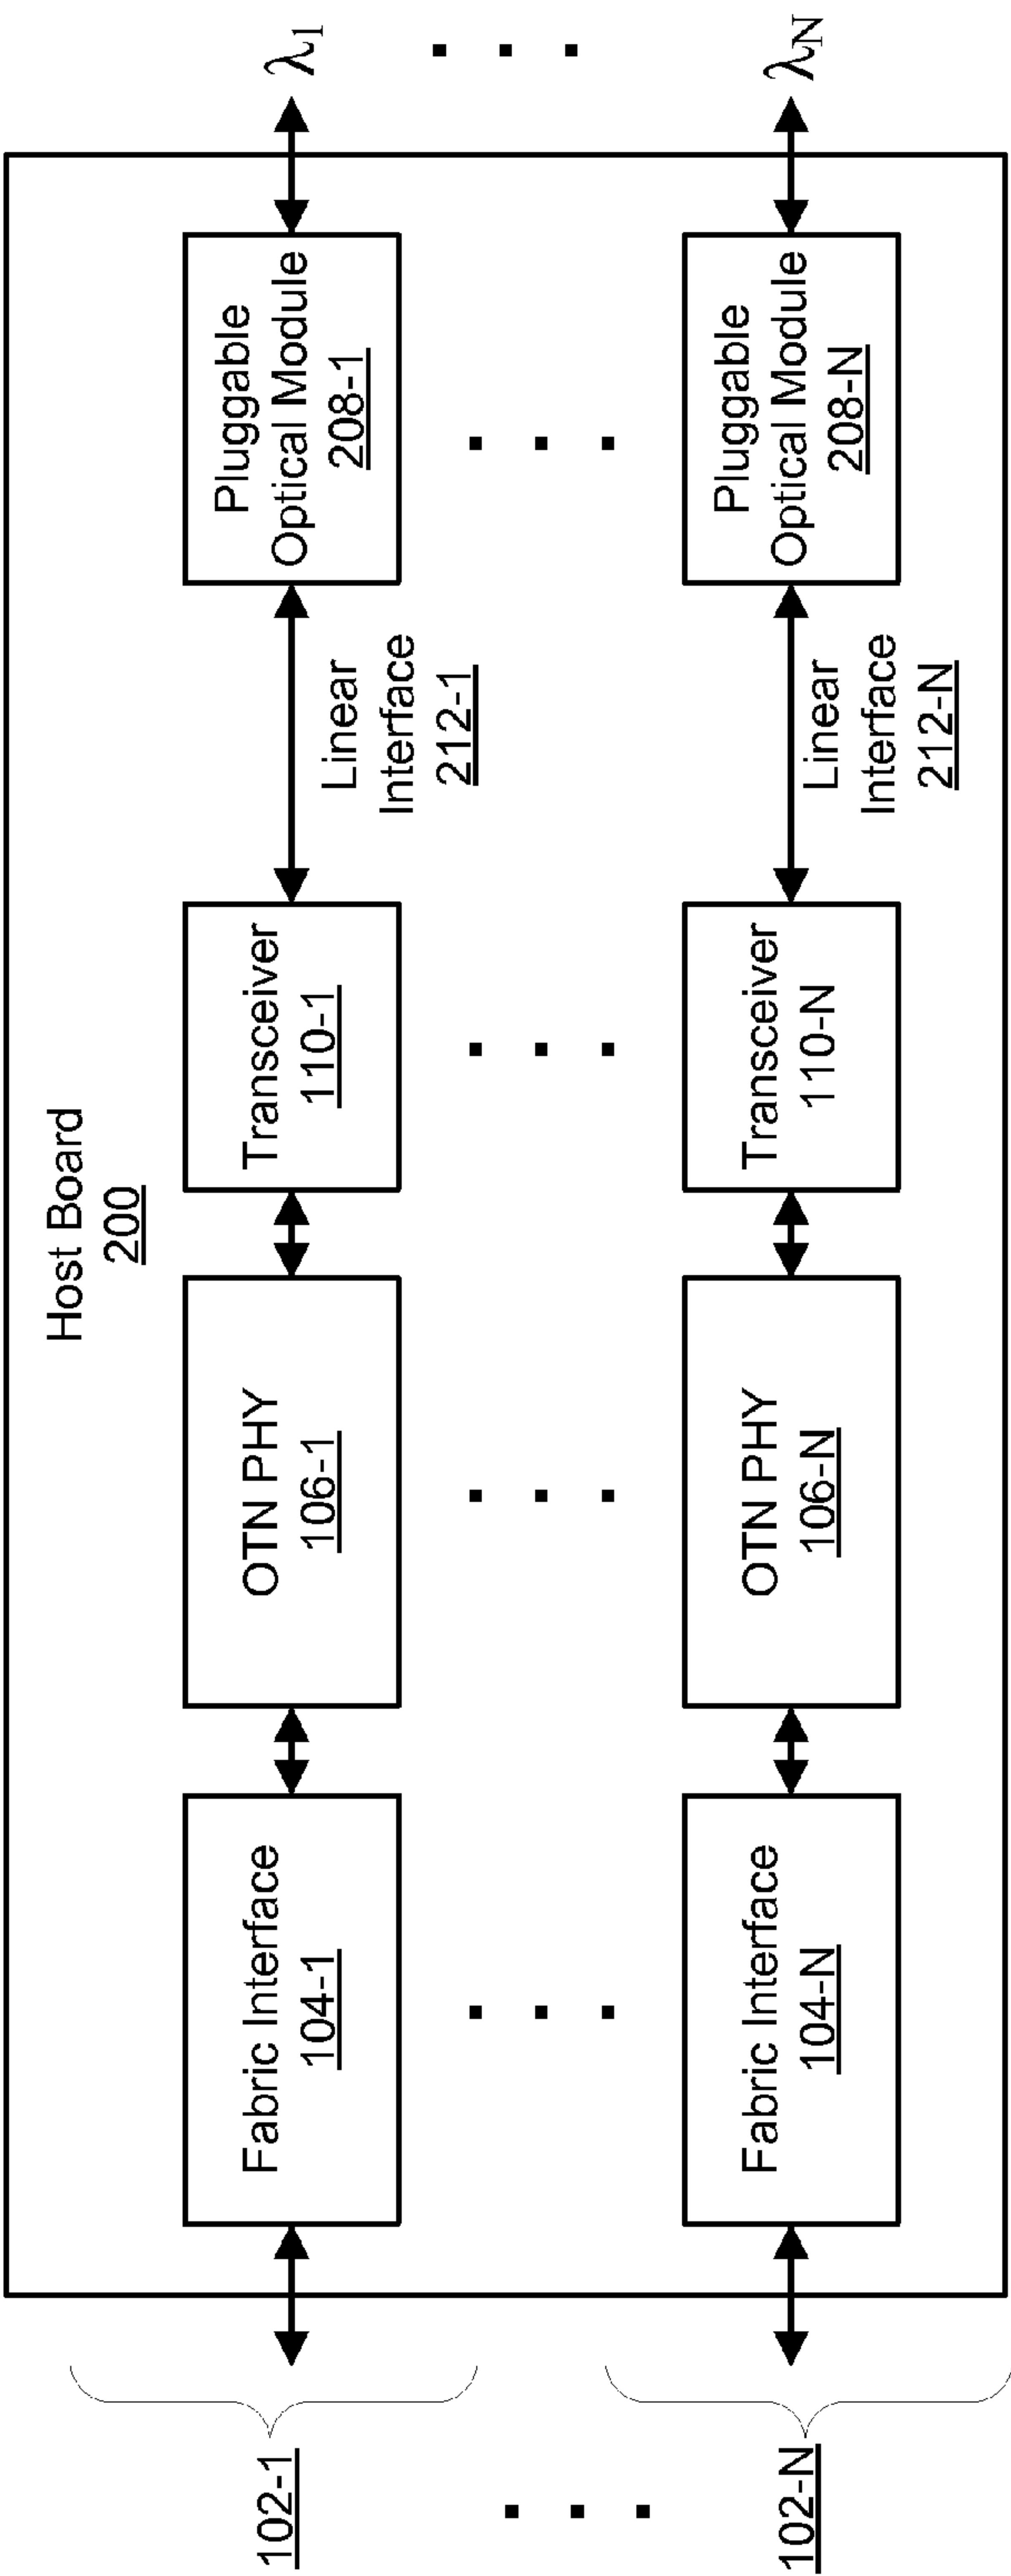 Host Board
200
102-1
Fabric Interface
104-1
OTN PHY
106-1
Transceiver
110-1
Linear
Interface
212-1
Pluggable
Optical Module
208-1
λ1
102-N
Fabric Interface
104-N
OTN PHY
106-N
Transceiver
110-N
Linear
Interface
212-N
Pluggable
Optical Module
208-N
λN